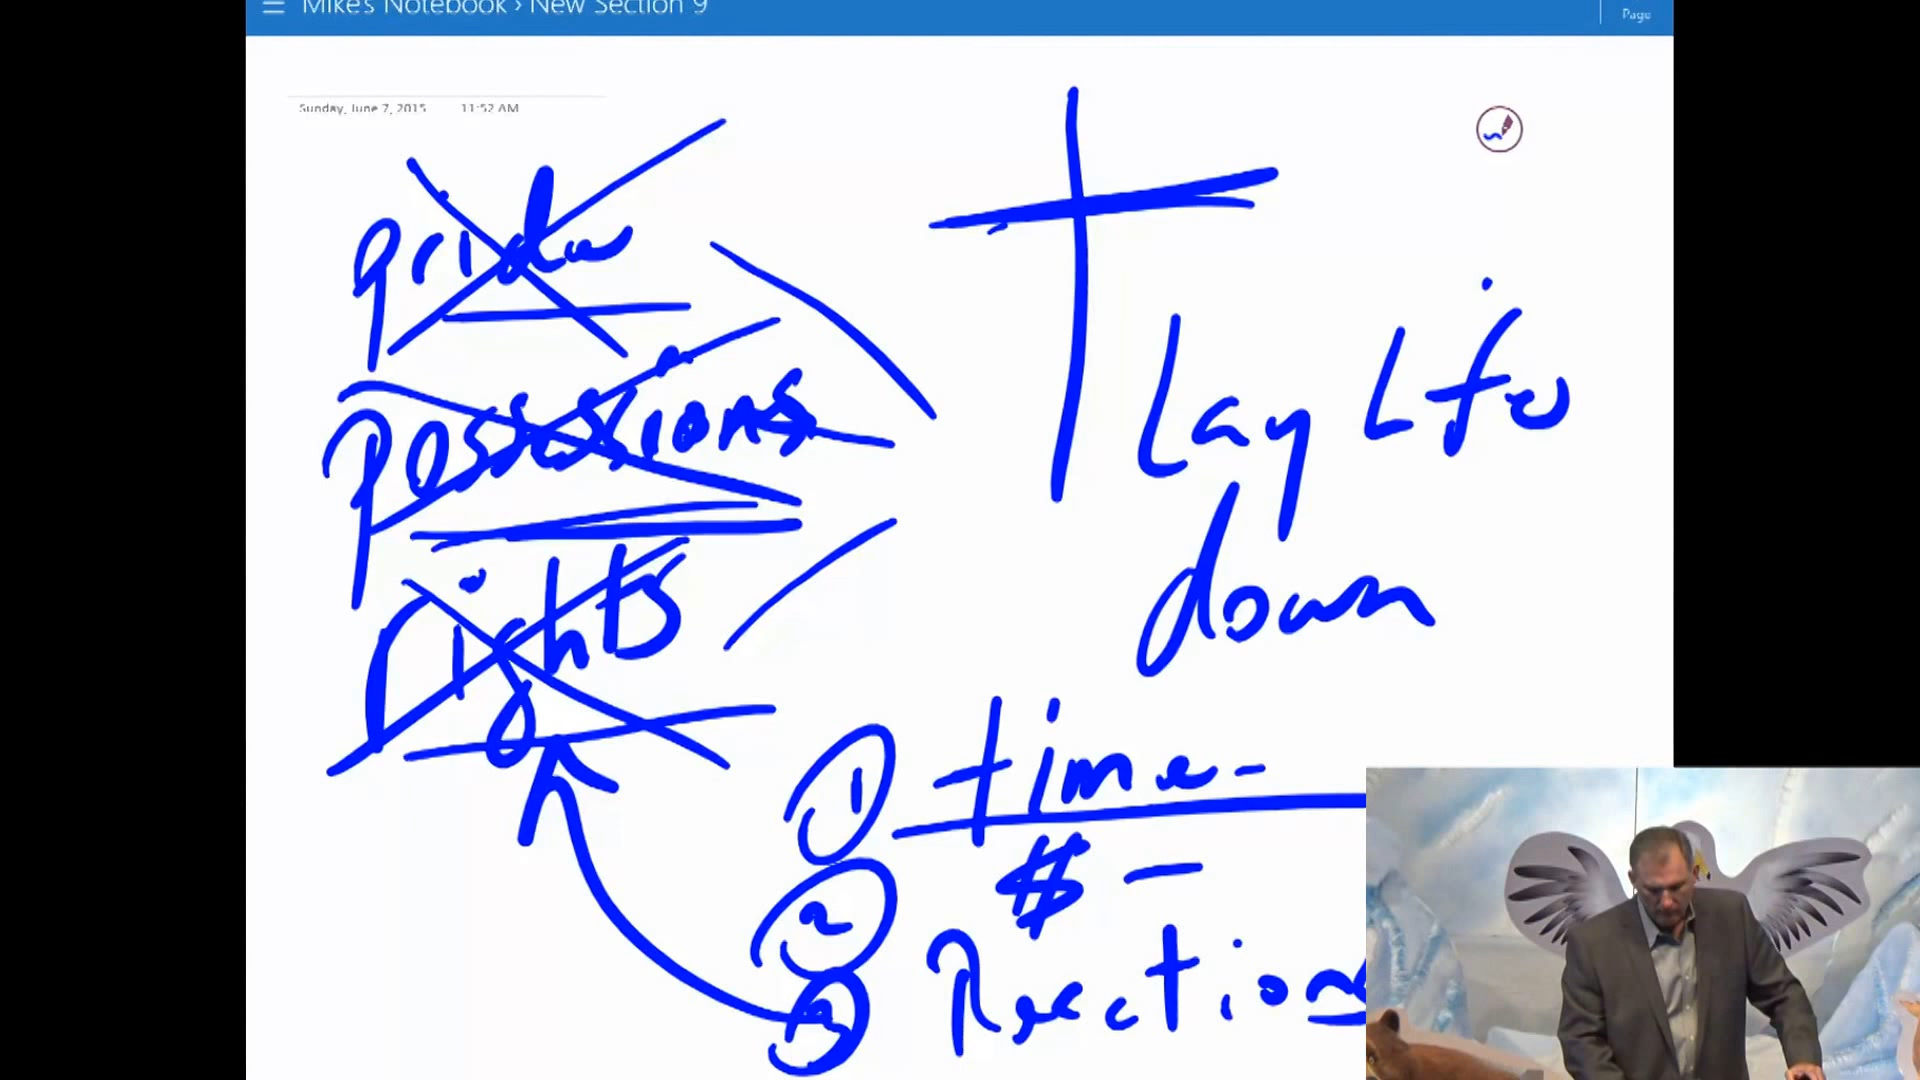 Mike's Notebook › New Section 9
Page
Sunday, June 7, 2015 11:52 AM
pride
possessions
rights
Lay Life
down
1 time -
2 $ -
3 Reactions